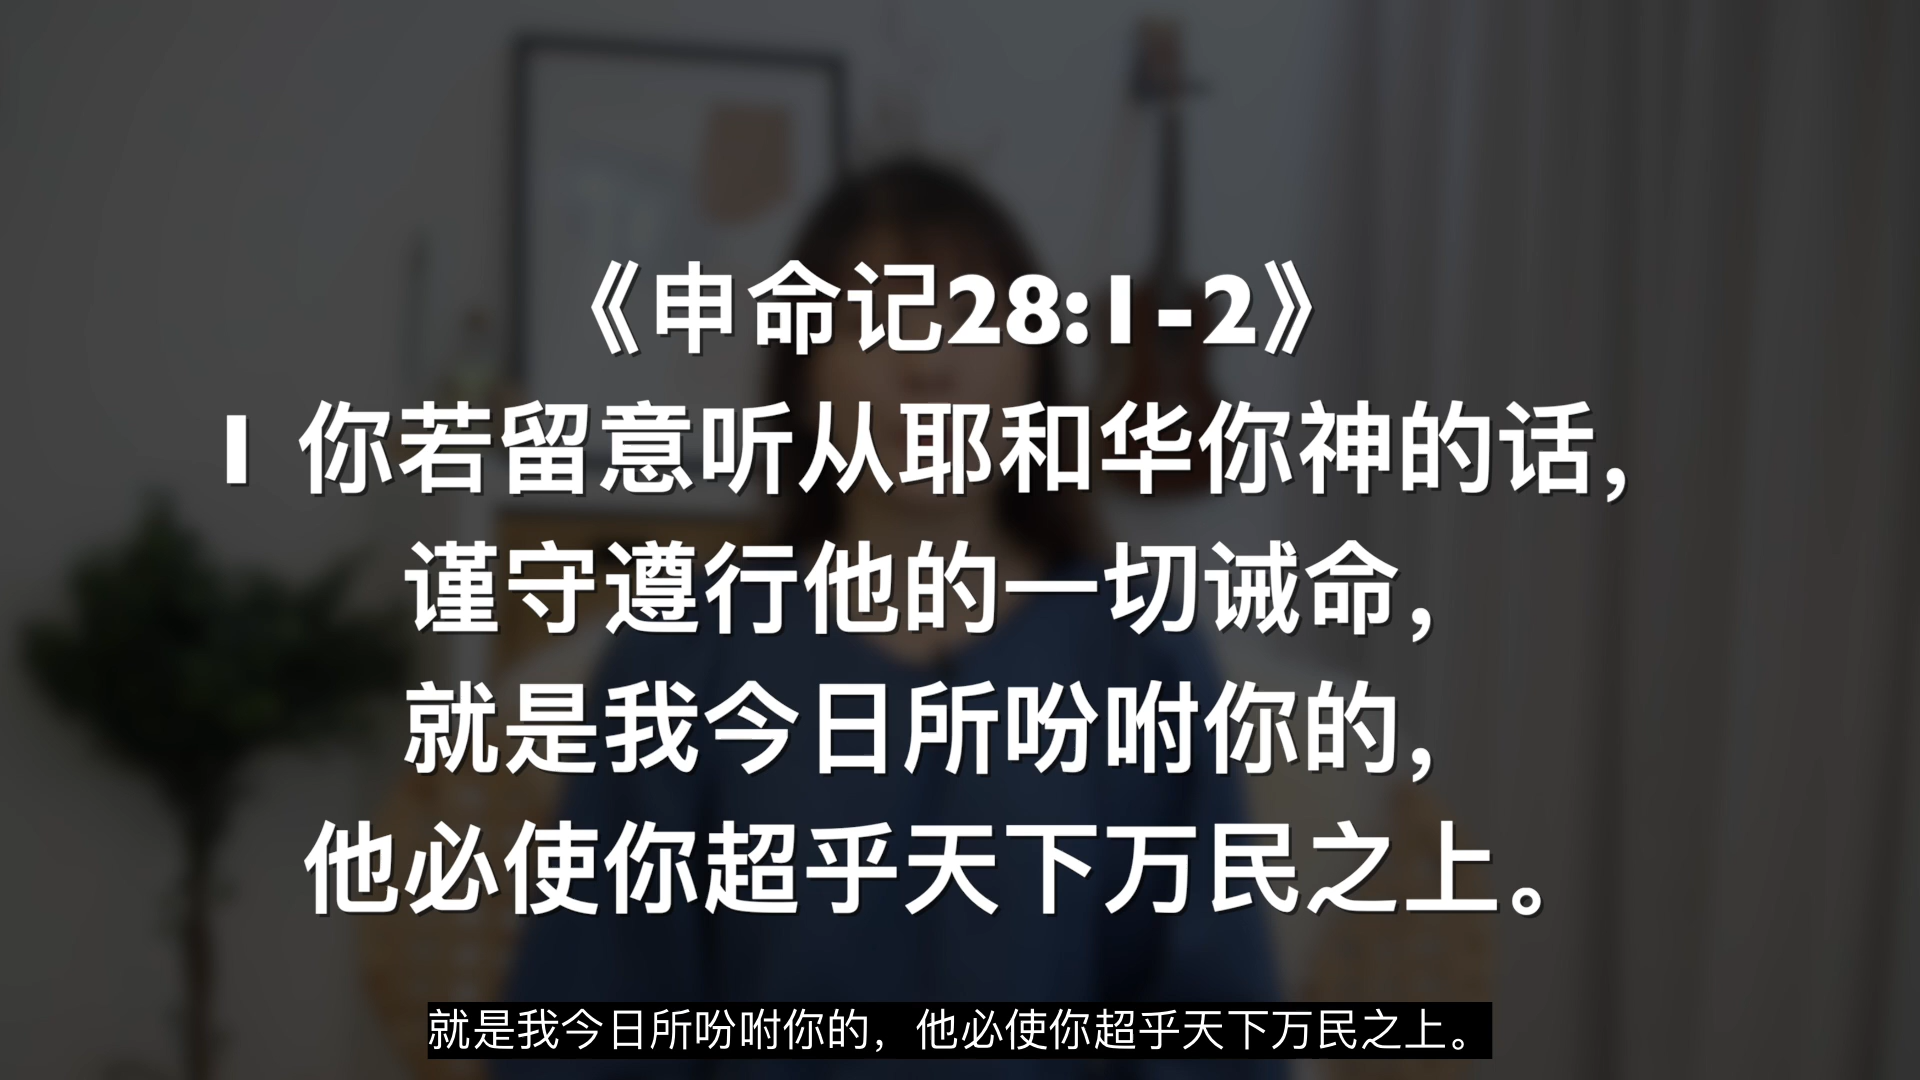 《申命记28:1-2》
1 你若留意听从耶和华你神的话，
谨守遵行他的一切诫命，
就是我今日所吩咐你的，
他必使你超乎天下万民之上。
就是我今日所吩咐你的，他必使你超乎天下万民之上。